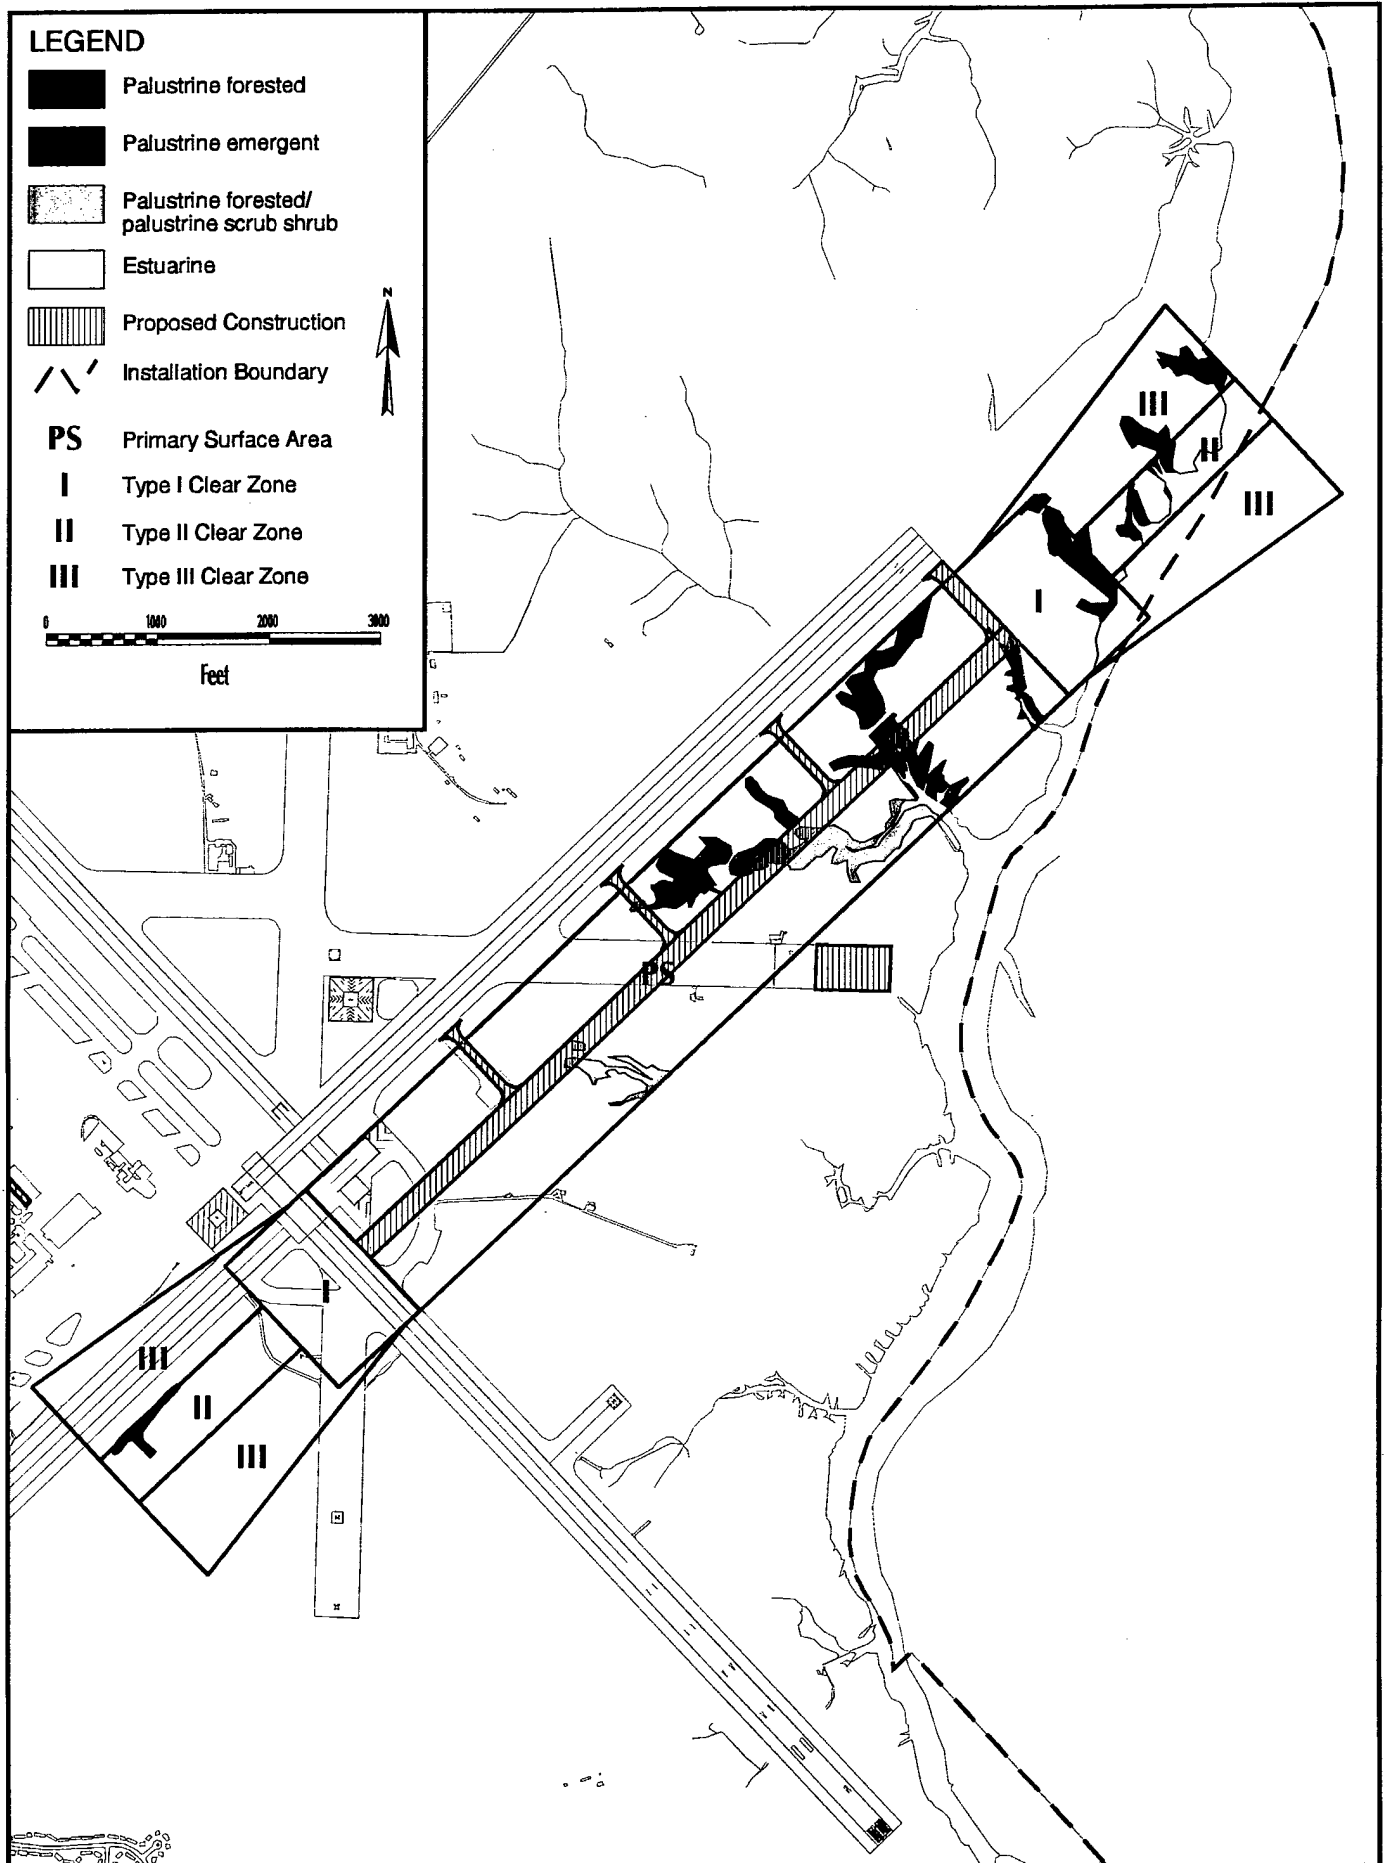 LEGEND
Palustrine forested
Palustrine emergent
Palustrine forested/
palustrine scrub shrub
Estuarine
Proposed Construction
N
Installation Boundary
PS Primary Surface Area
I Type I Clear Zone
II Type II Clear Zone
III Type III Clear Zone
0 1000 2000 3000
Feet
III
II
III
I
PS
I
III
II
III